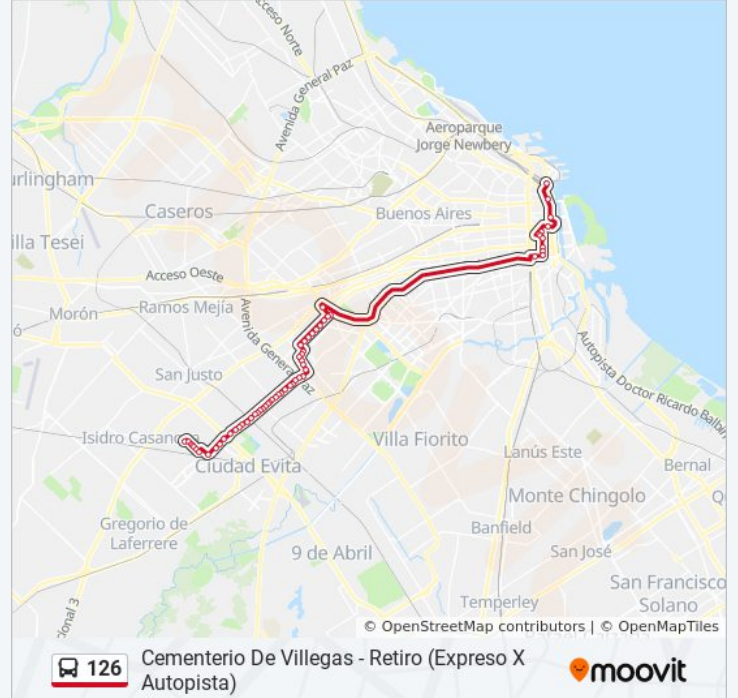 Acceso Norte
Avenida General Paz
Aeroparque
Jorge Newbery
urlingham
Caseros
Buenos Aires
illa Tesei
Acceso Oeste
Morón
Ramos Mejía
Avenida General Paz
San Justo
Autopista Doctor Ricardo Balbín
Isidro Casano
Villa Fiorito
Lanús Este
Ciudad Evita
Bernal
Monte Chingolo
Gregorio de
Laferrere
Banfield
9 de Abril
San José
San Francisco
Solano
Temperley
cional 3
© OpenStreetMap contributors | © OpenMapTiles
126
Cementerio De Villegas - Retiro (Expreso X
Autopista)
moovit